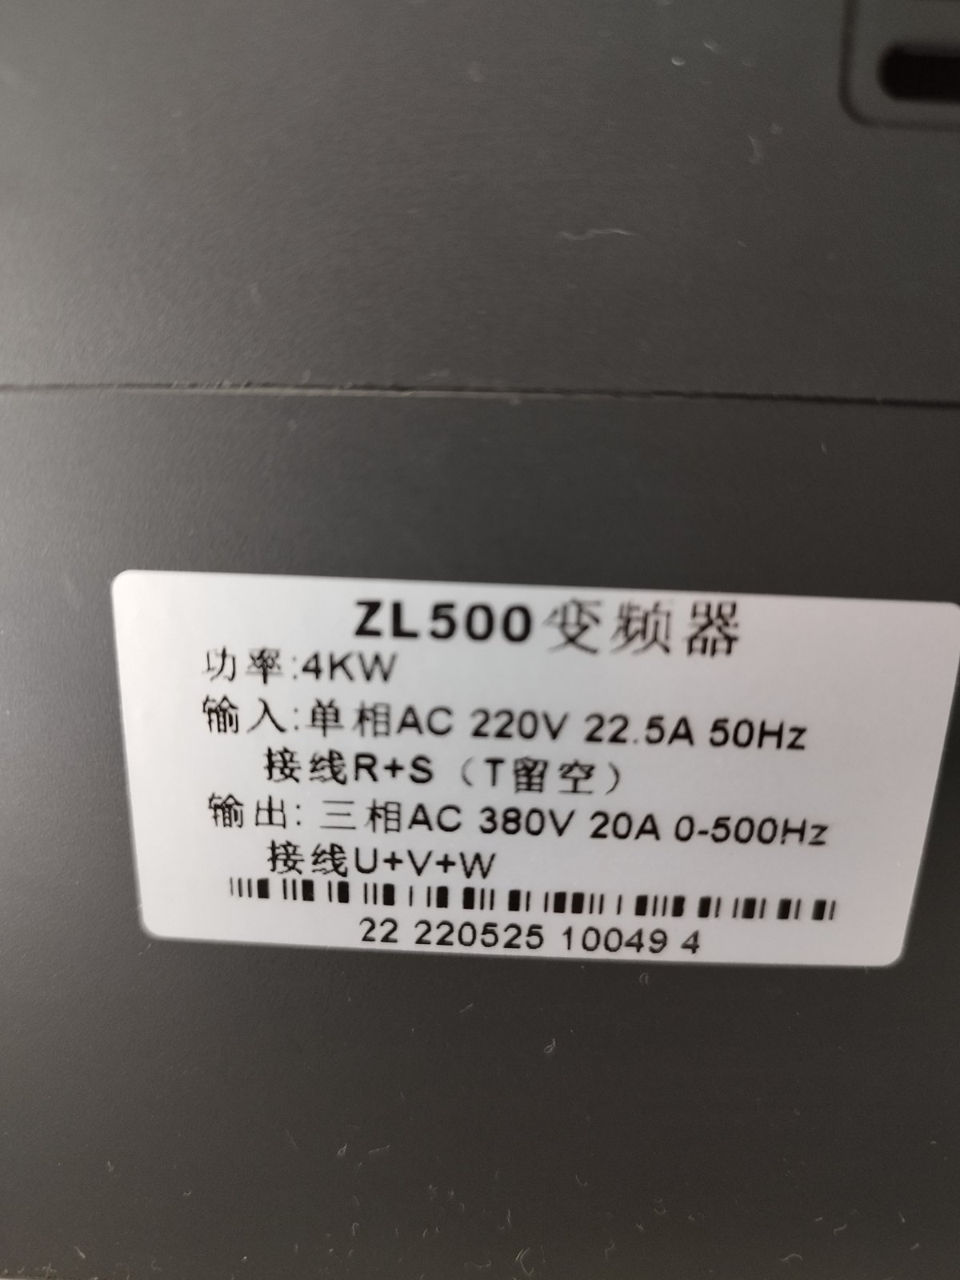 ZL500变频器
功率:4KW
输入:单相AC 220V 22.5A 50Hz
接线R+S（T留空）
输出: 三相AC 380V 20A 0-500Hz
接线U+V+W
22 220525 10049 4